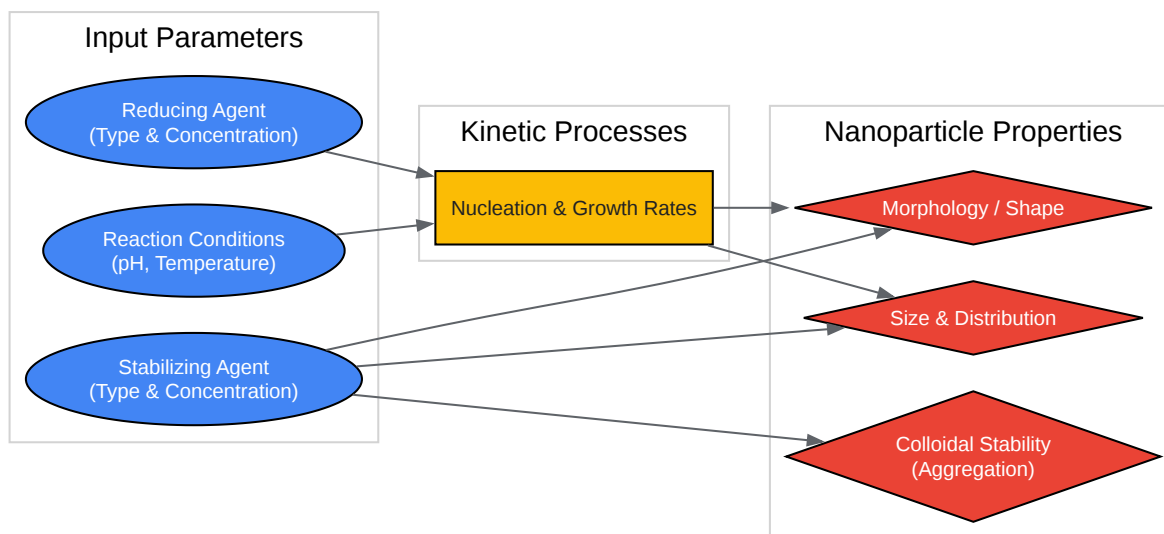 Input Parameters
Reducing Agent
(Type & Concentration)
Reaction Conditions
(pH, Temperature)
Stabilizing Agent
(Type & Concentration)
Kinetic Processes
Nucleation & Growth Rates
Nanoparticle Properties
Morphology / Shape
Size & Distribution
Colloidal Stability
(Aggregation)